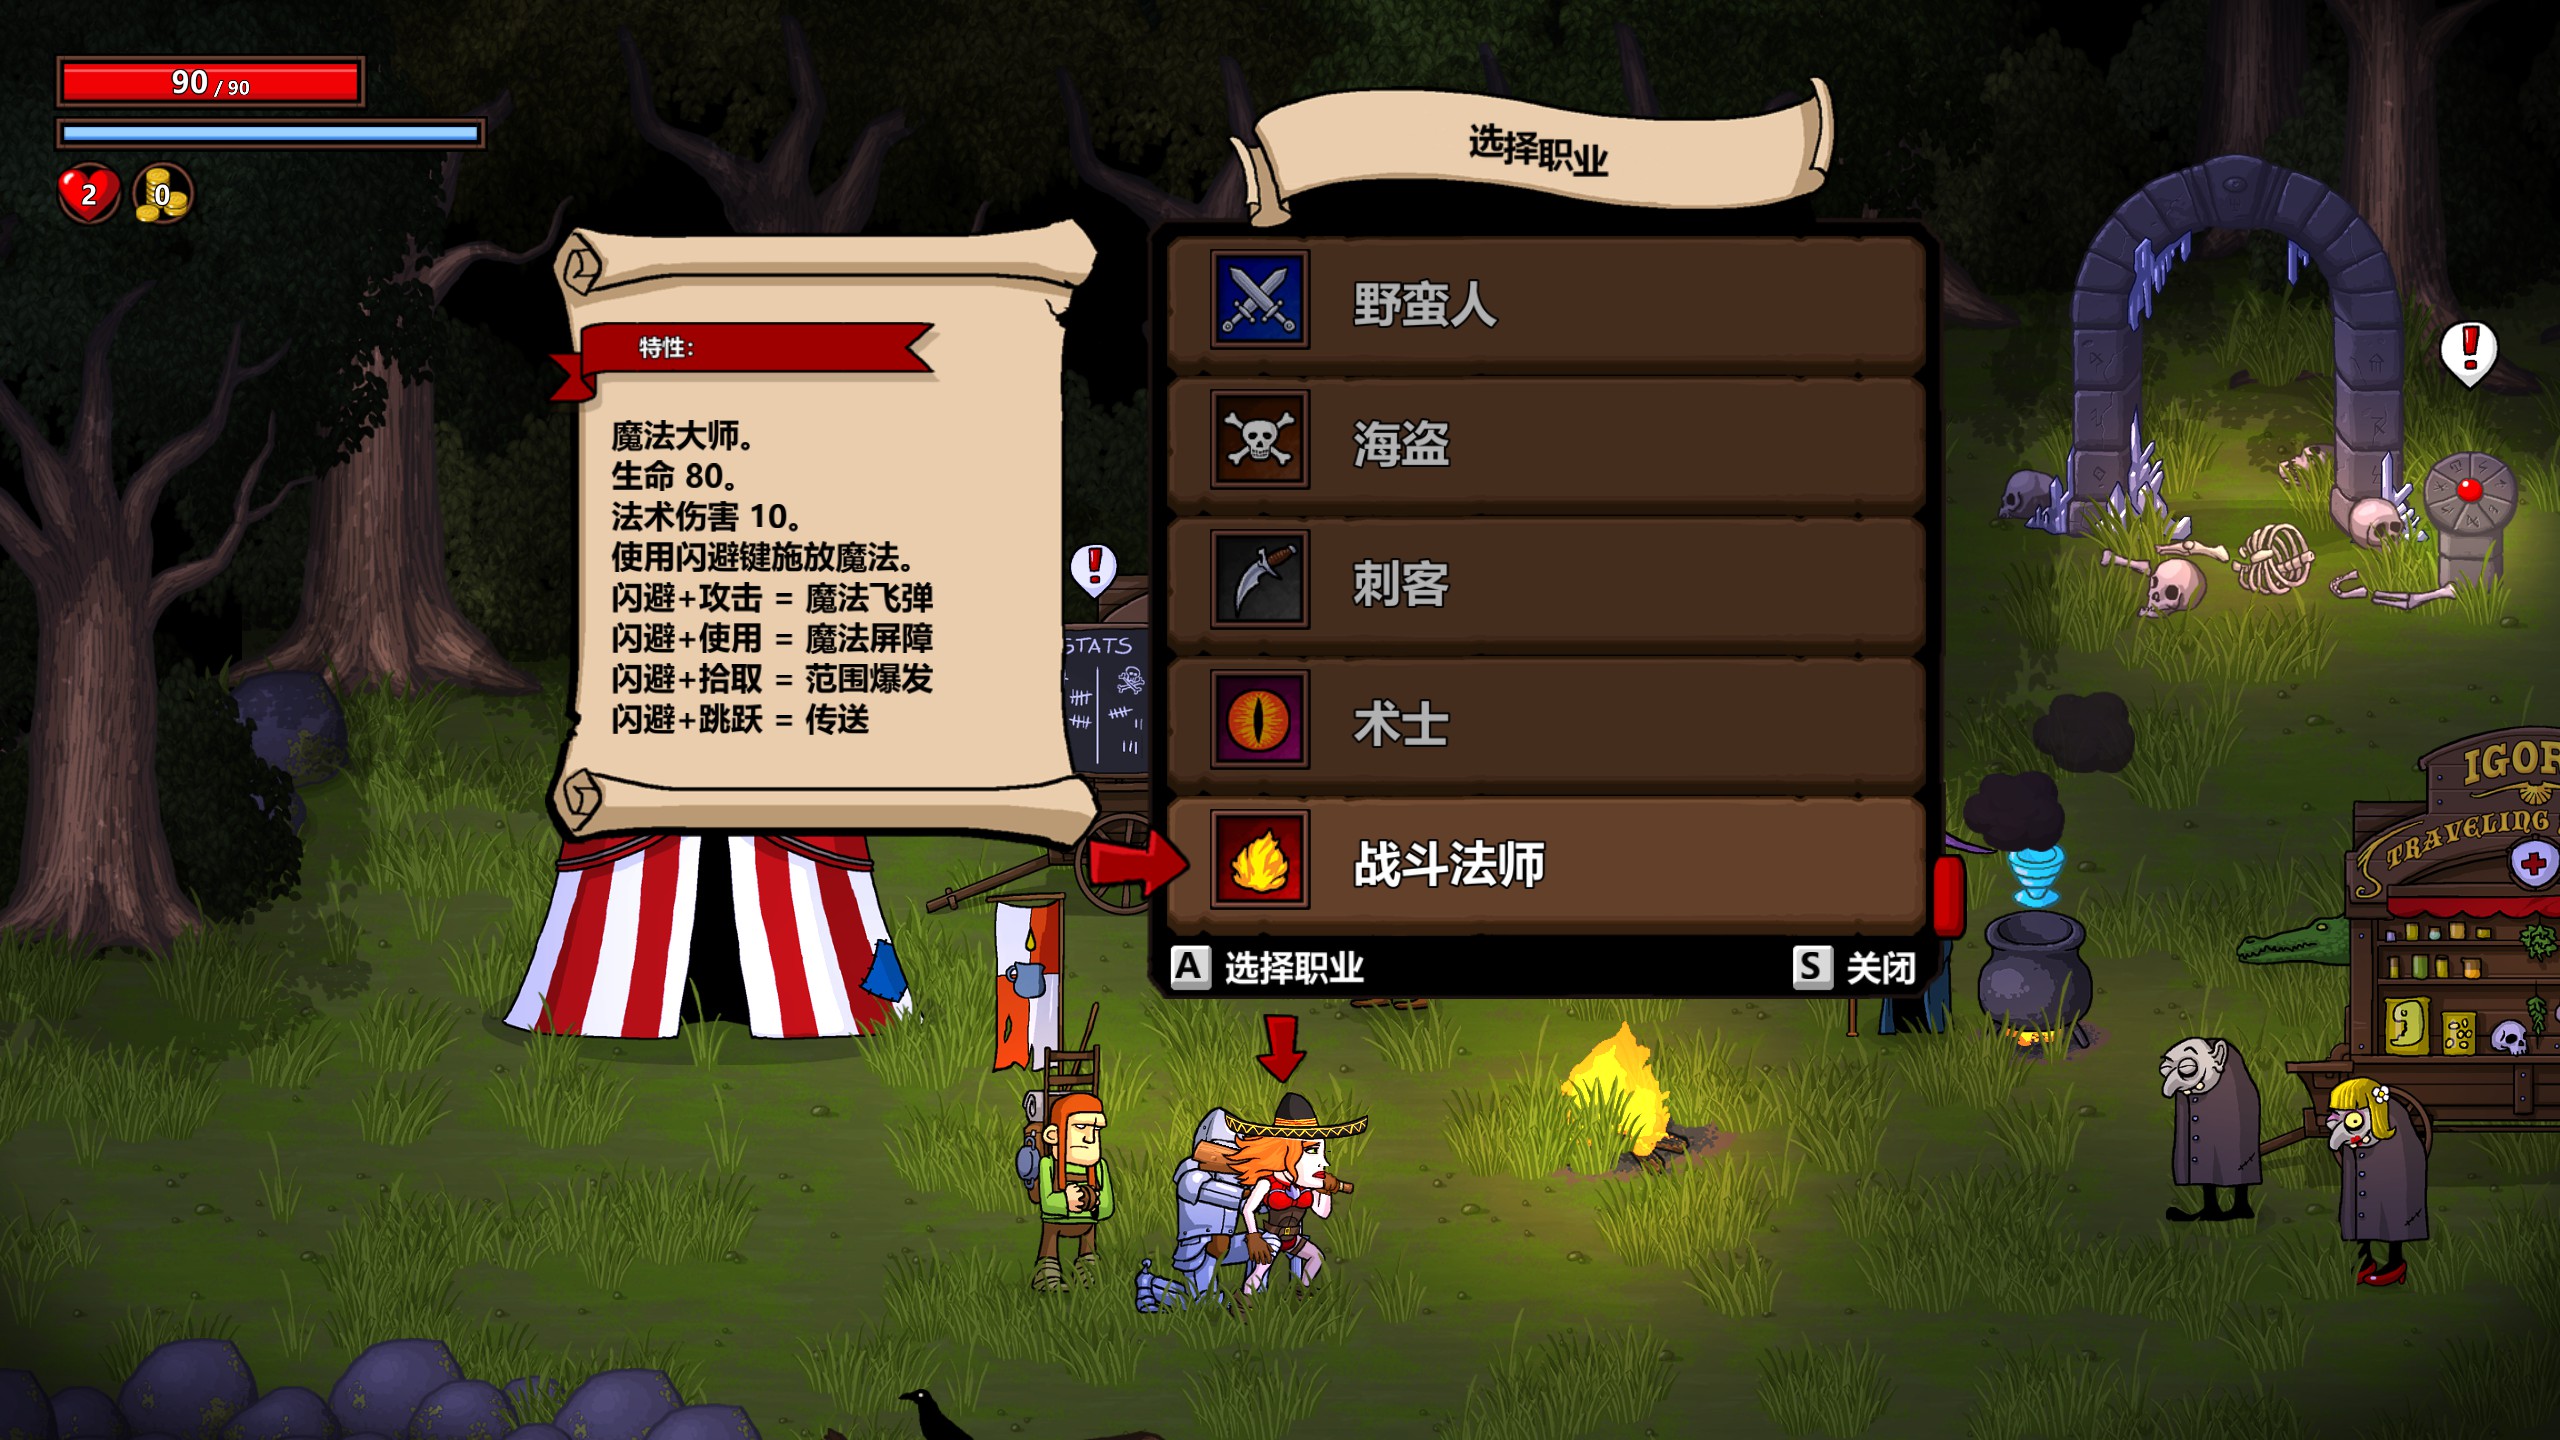 90 / 90
2
0
选择职业
特性:
魔法大师。
生命 80。
法术伤害 10。
使用闪避键施放魔法。
闪避+攻击 = 魔法飞弹
闪避+使用 = 魔法屏障
闪避+拾取 = 范围爆发
闪避+跳跃 = 传送
野蛮人
海盗
刺客
术士
战斗法师
A 选择职业
S 关闭
STATS
IGOR
TRAVELING